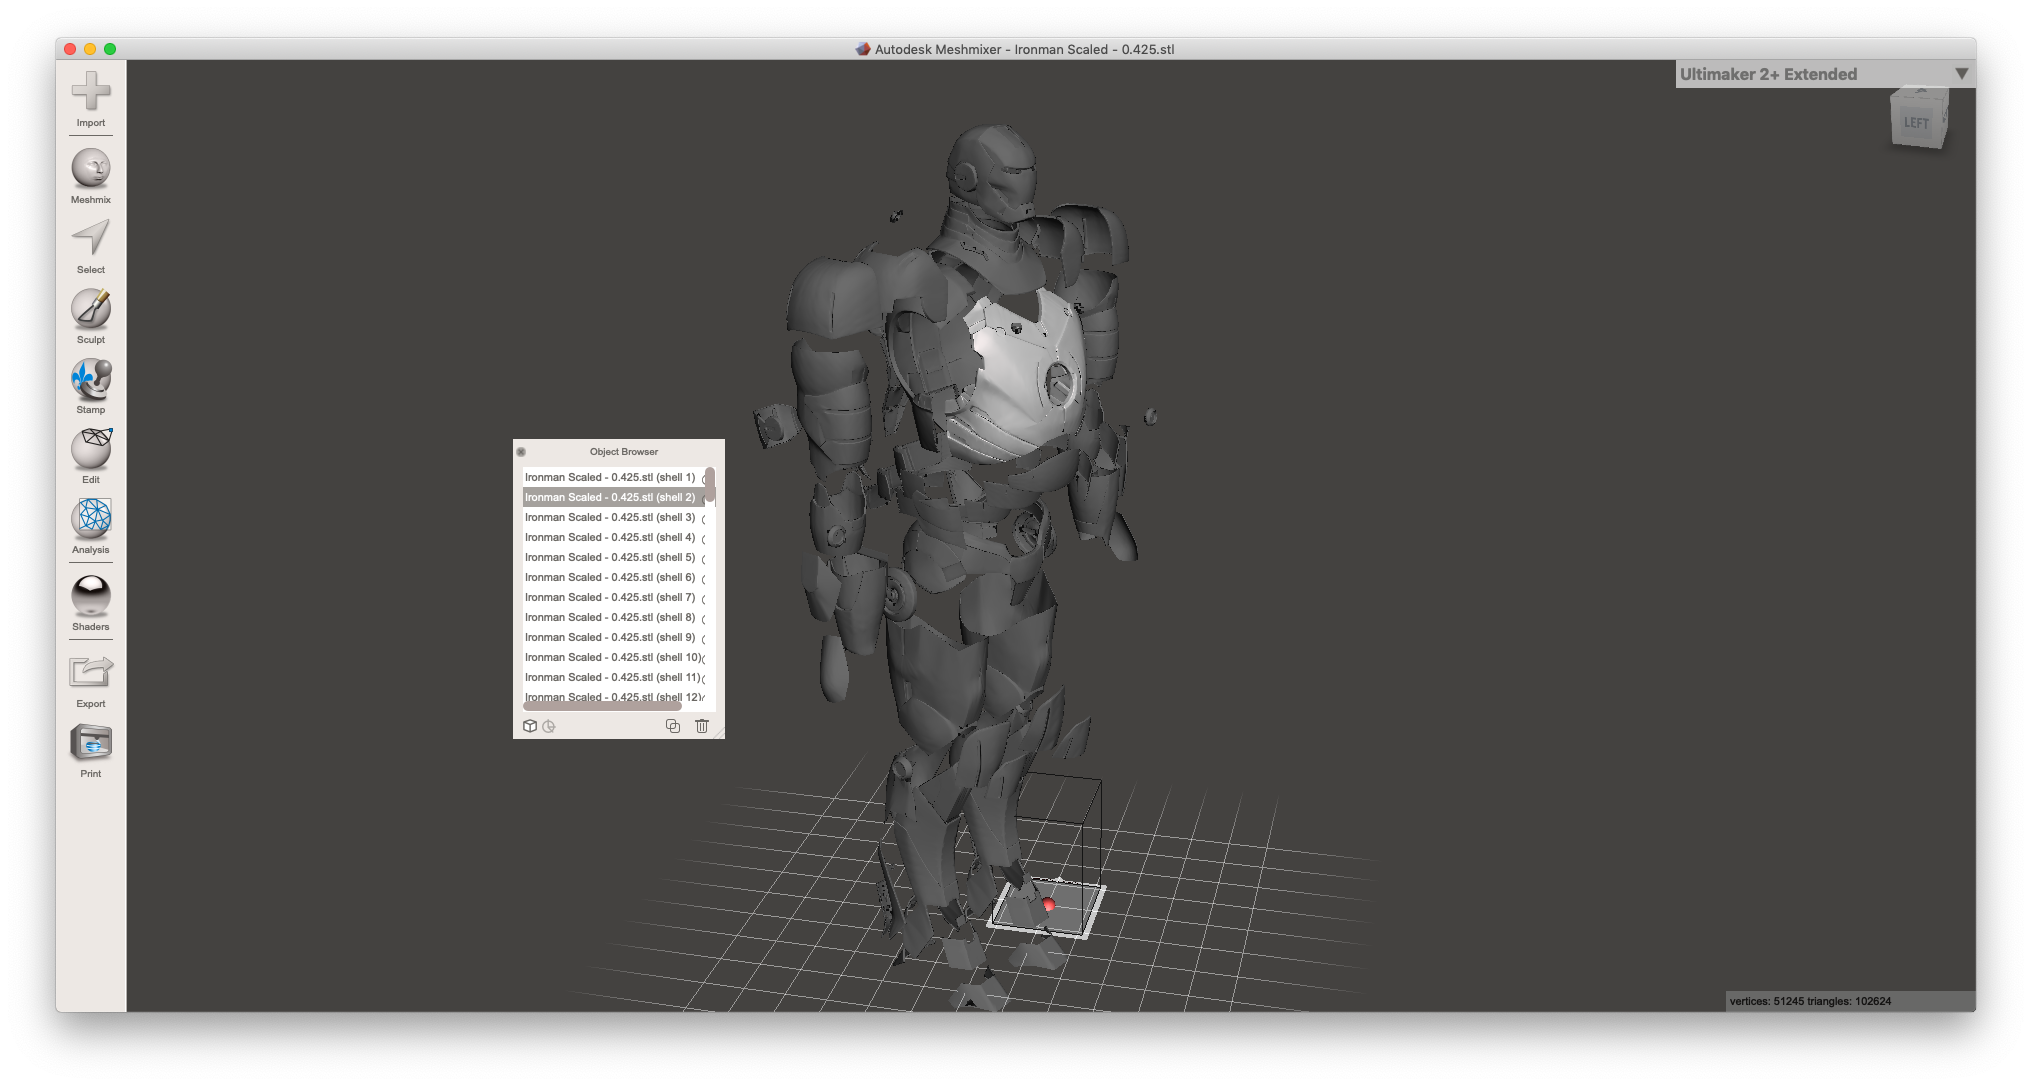 Autodesk Meshmixer - Ironman Scaled - 0.425.stl
Import
Meshmix
Select
Sculpt
Stamp
Edit
Analysis
Shaders
Export
Print
Ultimaker 2+ Extended
LEFT
Object Browser
Ironman Scaled - 0.425.stl (shell 1)
Ironman Scaled - 0.425.stl (shell 2)
Ironman Scaled - 0.425.stl (shell 3)
Ironman Scaled - 0.425.stl (shell 4)
Ironman Scaled - 0.425.stl (shell 5)
Ironman Scaled - 0.425.stl (shell 6)
Ironman Scaled - 0.425.stl (shell 7)
Ironman Scaled - 0.425.stl (shell 8)
Ironman Scaled - 0.425.stl (shell 9)
Ironman Scaled - 0.425.stl (shell 10)
Ironman Scaled - 0.425.stl (shell 11)
Ironman Scaled - 0.425.stl (shell 12)
vertices: 51245 triangles: 102624